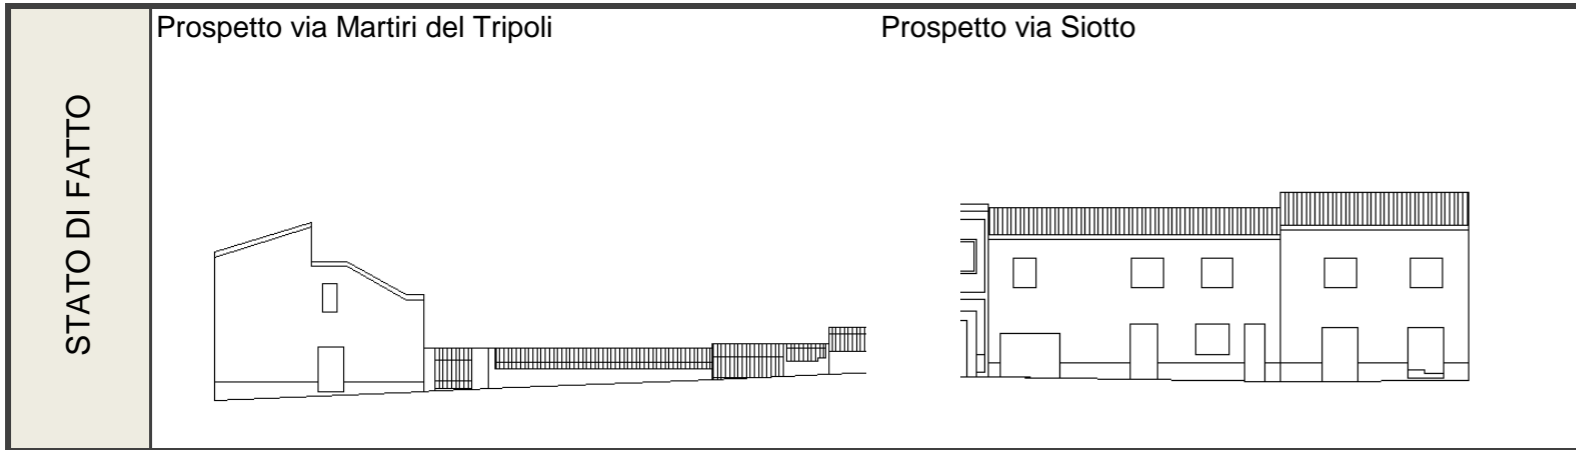 STATO DI FATTO
Prospetto via Martiri del Tripoli
Prospetto via Siotto